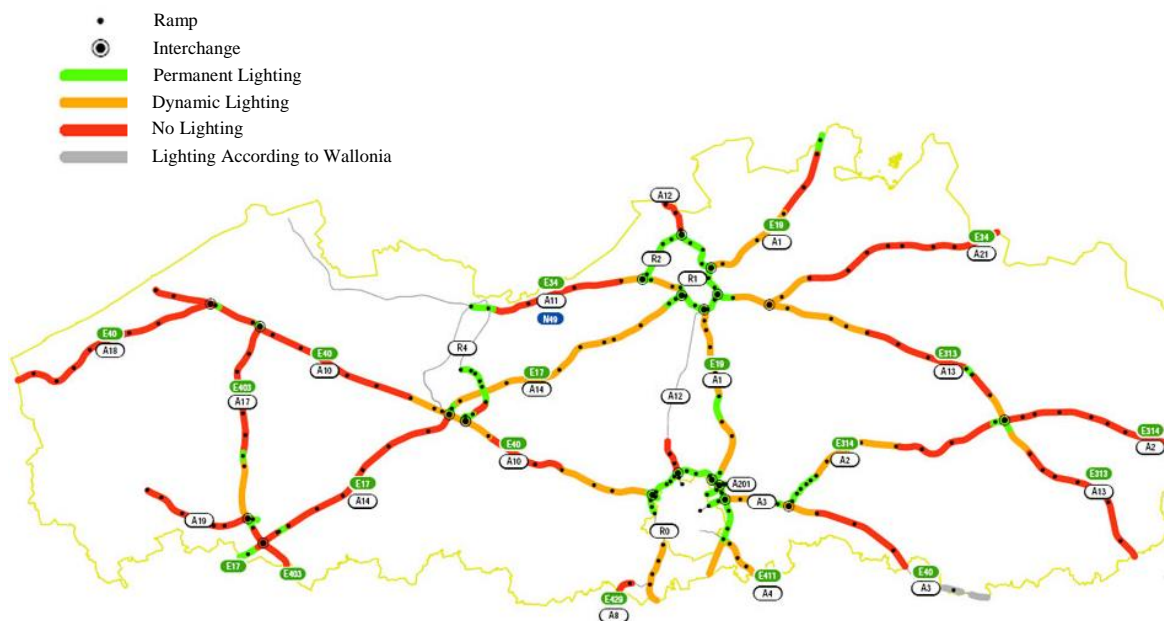 Ramp
Interchange
Permanent Lighting
Dynamic Lighting
No Lighting
Lighting According to Wallonia
A12
E19
A1
E34
A21
R2
R1
E34
A11
N49
E40
A18
E40
A10
R4
E313
A13
E17
A14
E19
A1
E403
A17
A12
E314
A2
E314
A2
E40
A10
E17
A14
E313
A13
A201
A3
A19
R0
E17
E403
E411
A4
E40
A3
E429
A8